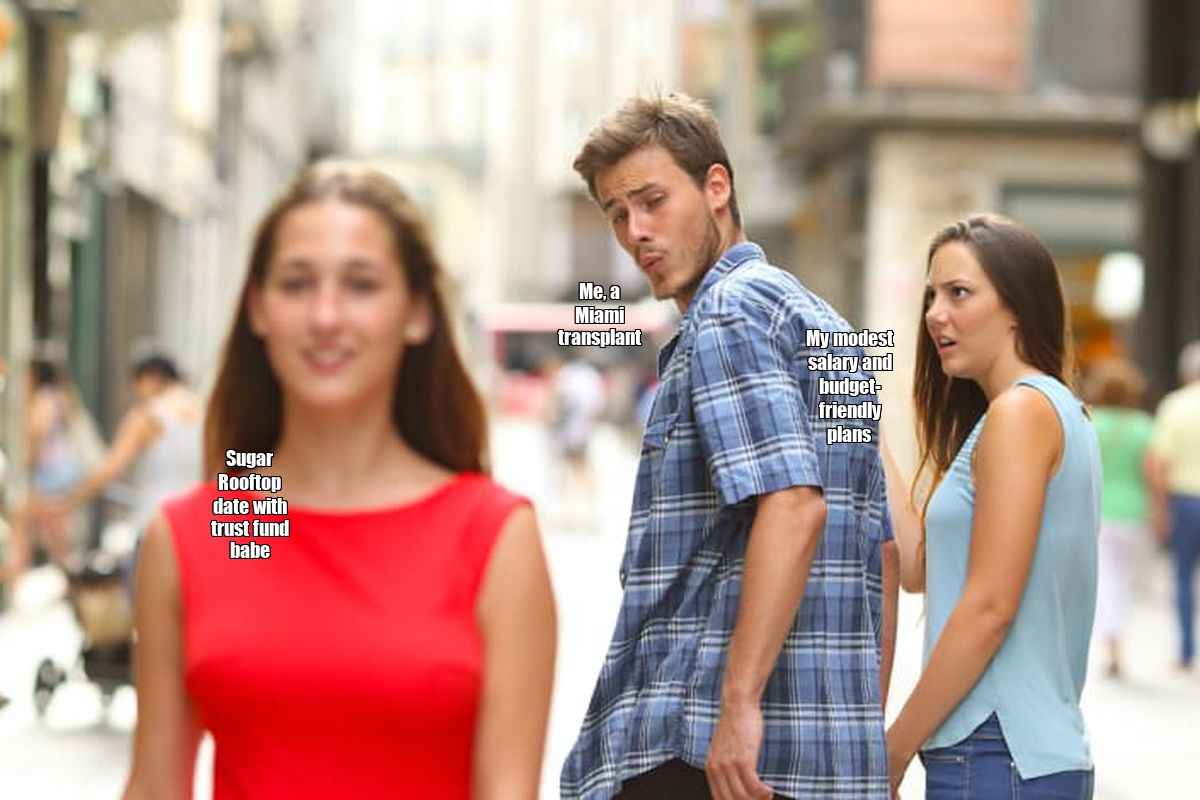 Sugar
Rooftop
date with
trust fund
babe
Me, a
Miami
transplant
My modest
salary and
budget-
friendly
plans